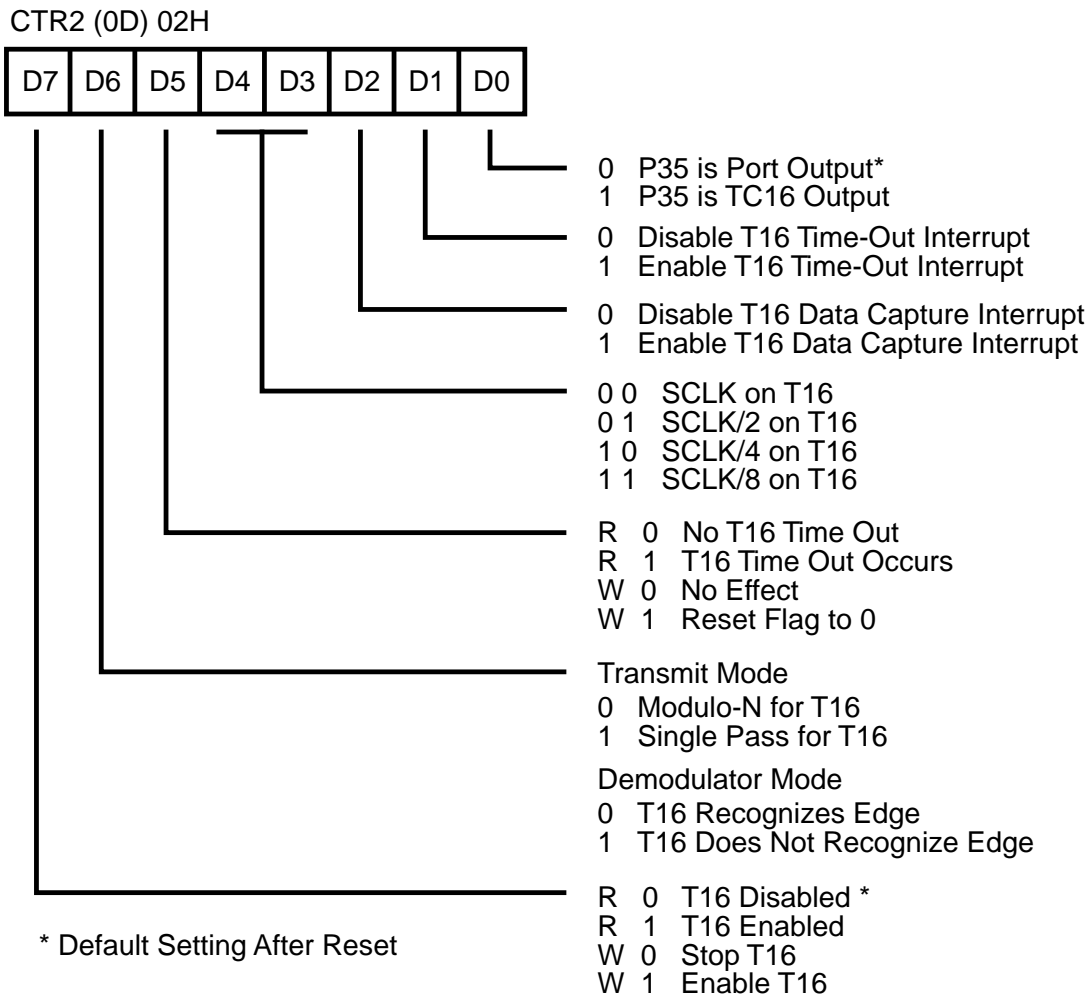 CTR2 (0D) 02H
D7 D6 D5 D4 D3 D2 D1 D0
0 P35 is Port Output*
1 P35 is TC16 Output
0 Disable T16 Time-Out Interrupt
1 Enable T16 Time-Out Interrupt
0 Disable T16 Data Capture Interrupt
1 Enable T16 Data Capture Interrupt
0 0 SCLK on T16
0 1 SCLK/2 on T16
1 0 SCLK/4 on T16
1 1 SCLK/8 on T16
R 0 No T16 Time Out
R 1 T16 Time Out Occurs
W 0 No Effect
W 1 Reset Flag to 0
Transmit Mode
0 Modulo-N for T16
1 Single Pass for T16
Demodulator Mode
0 T16 Recognizes Edge
1 T16 Does Not Recognize Edge
R 0 T16 Disabled *
R 1 T16 Enabled
W 0 Stop T16
W 1 Enable T16
* Default Setting After Reset